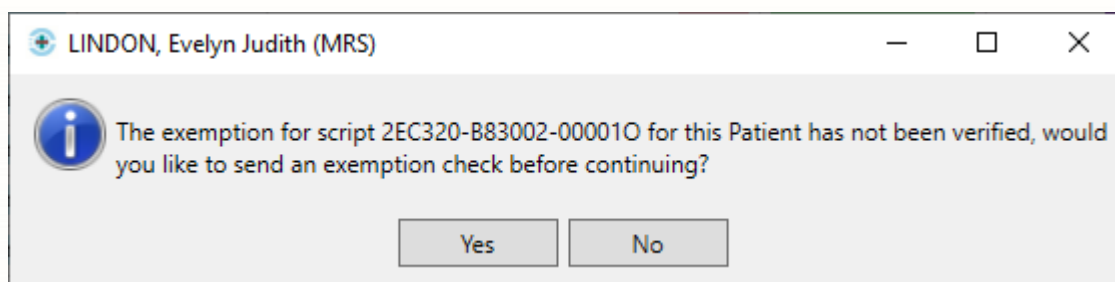 LINDON, Evelyn Judith (MRS)
The exemption for script 2EC320-B83002-00001O for this Patient has not been verified, would
you like to send an exemption check before continuing?
Yes
No